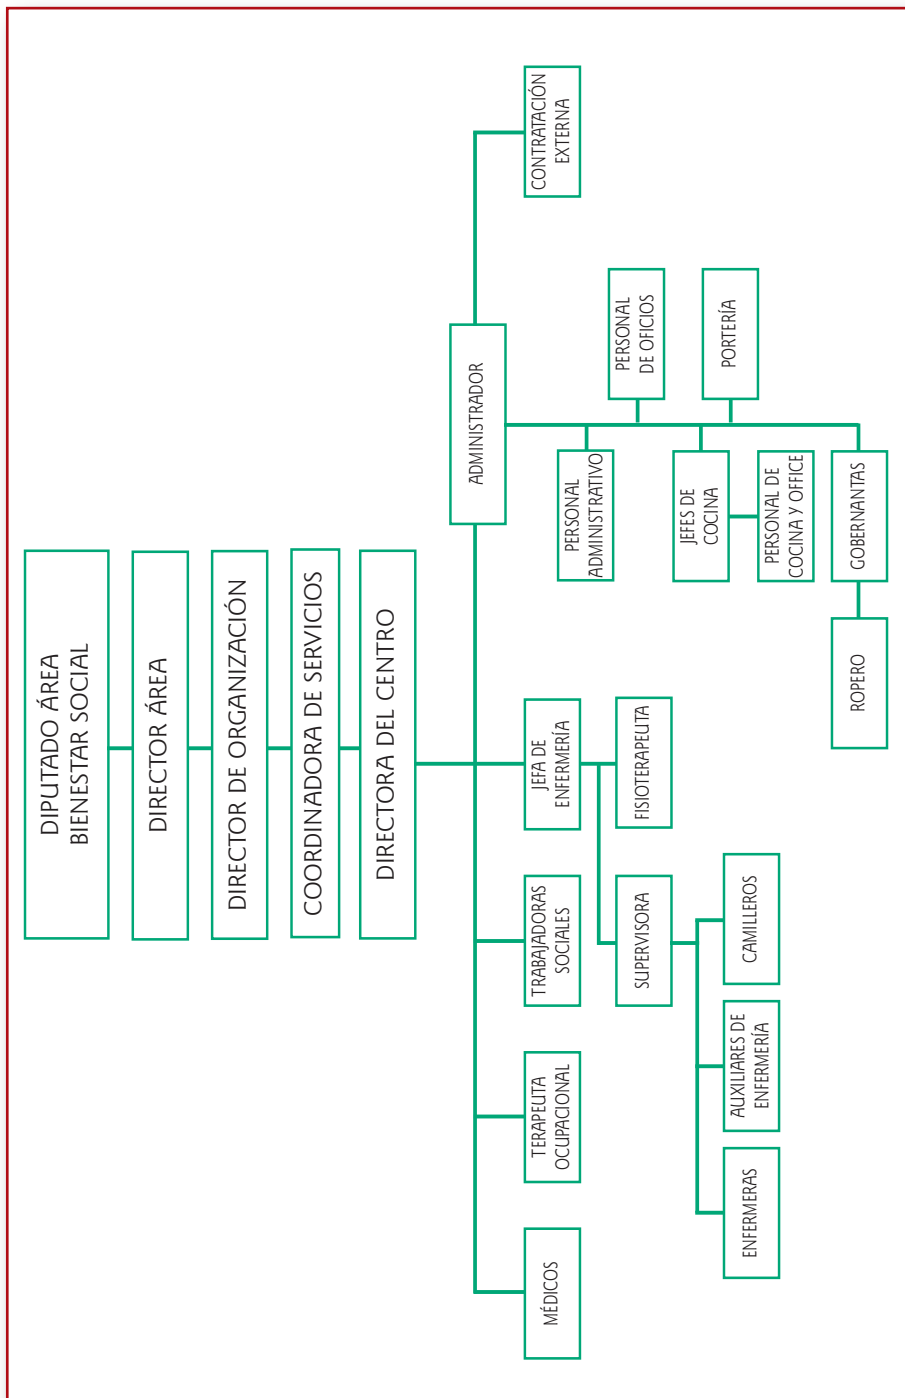 DIPUTADO ÁREA
BIENESTAR SOCIAL
DIRECTOR ÁREA
DIRECTOR DE ORGANIZACIÓN
COORDINADORA DE SERVICIOS
DIRECTORA DEL CENTRO
ADMINISTRADOR
MÉDICOS
TERAPEUTA
OCUPACIONAL
TRABAJADORAS
SOCIALES
JEFA DE
ENFERMERÍA
CONTRATACIÓN
EXTERNA
SUPERVISORA
FISIOTERAPEUTA
ENFERMERAS
AUXILIARES DE
ENFERMERÍA
CAMILLEROS
PERSONAL
ADMINISTRATIVO
PERSONAL
DE OFICIOS
JEFES DE
COCINA
PORTERÍA
PERSONAL DE
COCINA Y OFFICE
ROPERO
GOBERNANTAS